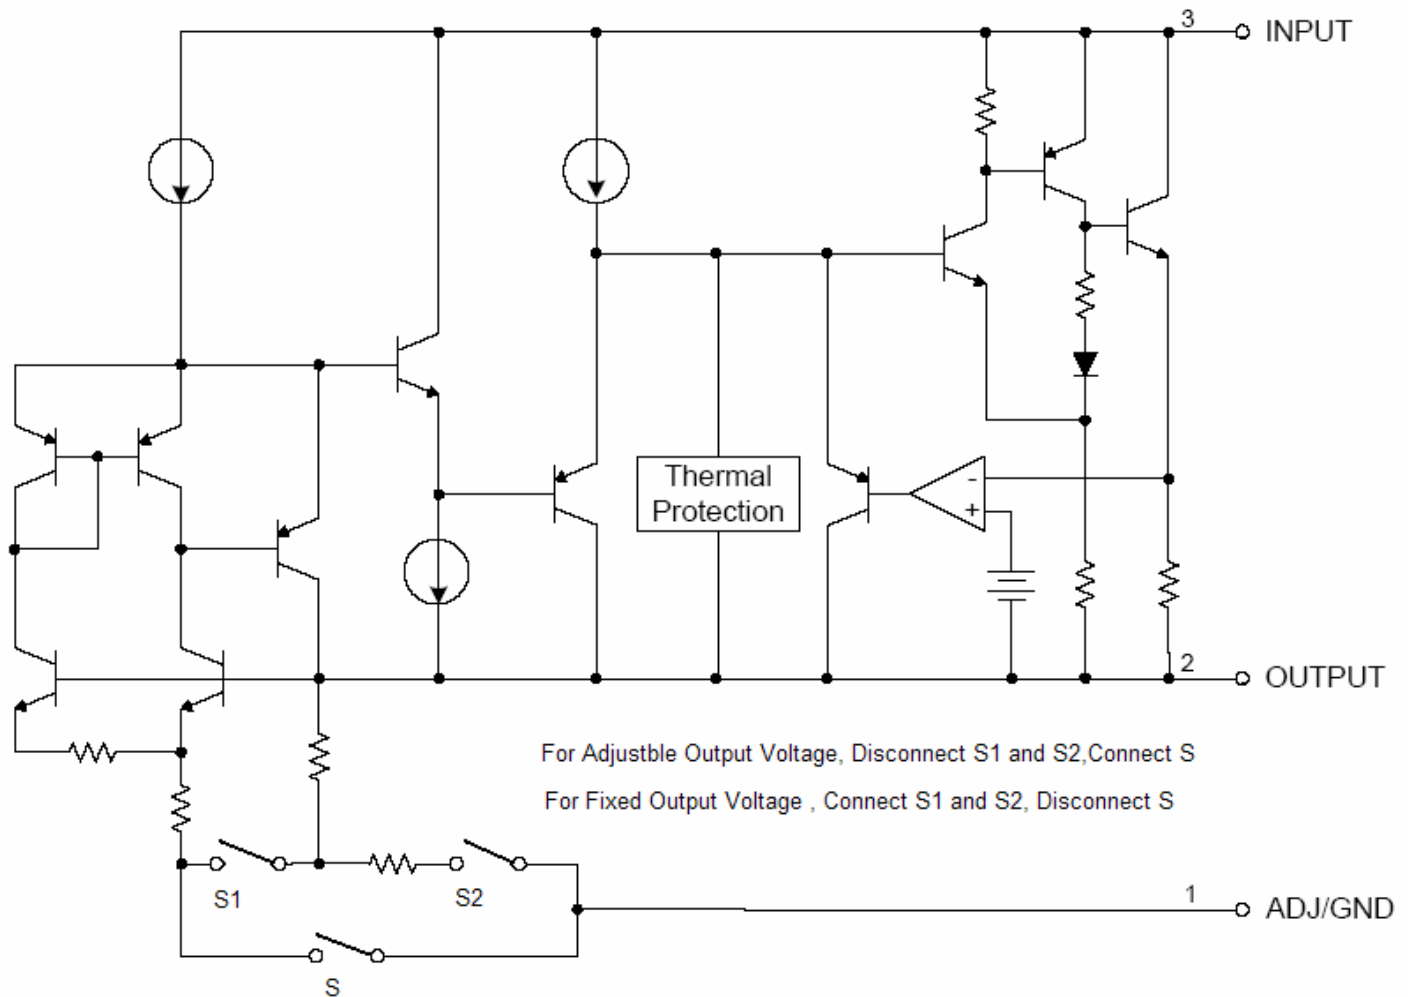 3
INPUT
Thermal
Protection
-
+
2
OUTPUT
For Adjustble Output Voltage, Disconnect S1 and S2,Connect S
For Fixed Output Voltage , Connect S1 and S2, Disconnect S
S1
S2
1
ADJ/GND
S